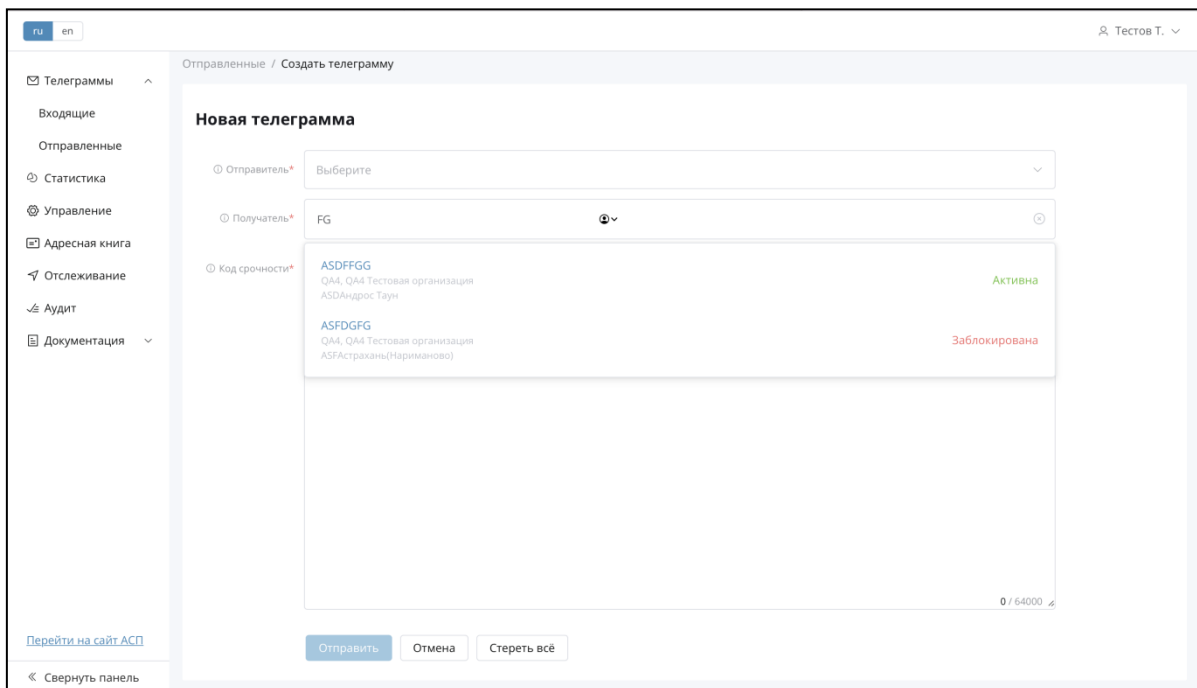 ru en
Тестов Т.
Телеграммы
Входящие
Отправленные
Статистика
Управление
Адресная книга
Отслеживание
Аудит
Документация
Перейти на сайт АСП
Свернуть панель
Отправленные / Создать телеграмму
Новая телеграмма
Отправитель*
Выберите
Получатель*
FG
Код срочности*
ASDFFGG
QA4, QA4 Тестовая организация
ASDАндрос Таун
Активна
ASFDGFG
QA4, QA4 Тестовая организация
ASFАстрахань(Нариманово)
Заблокирована
0 / 64000
Отправить Отмена Стереть всё